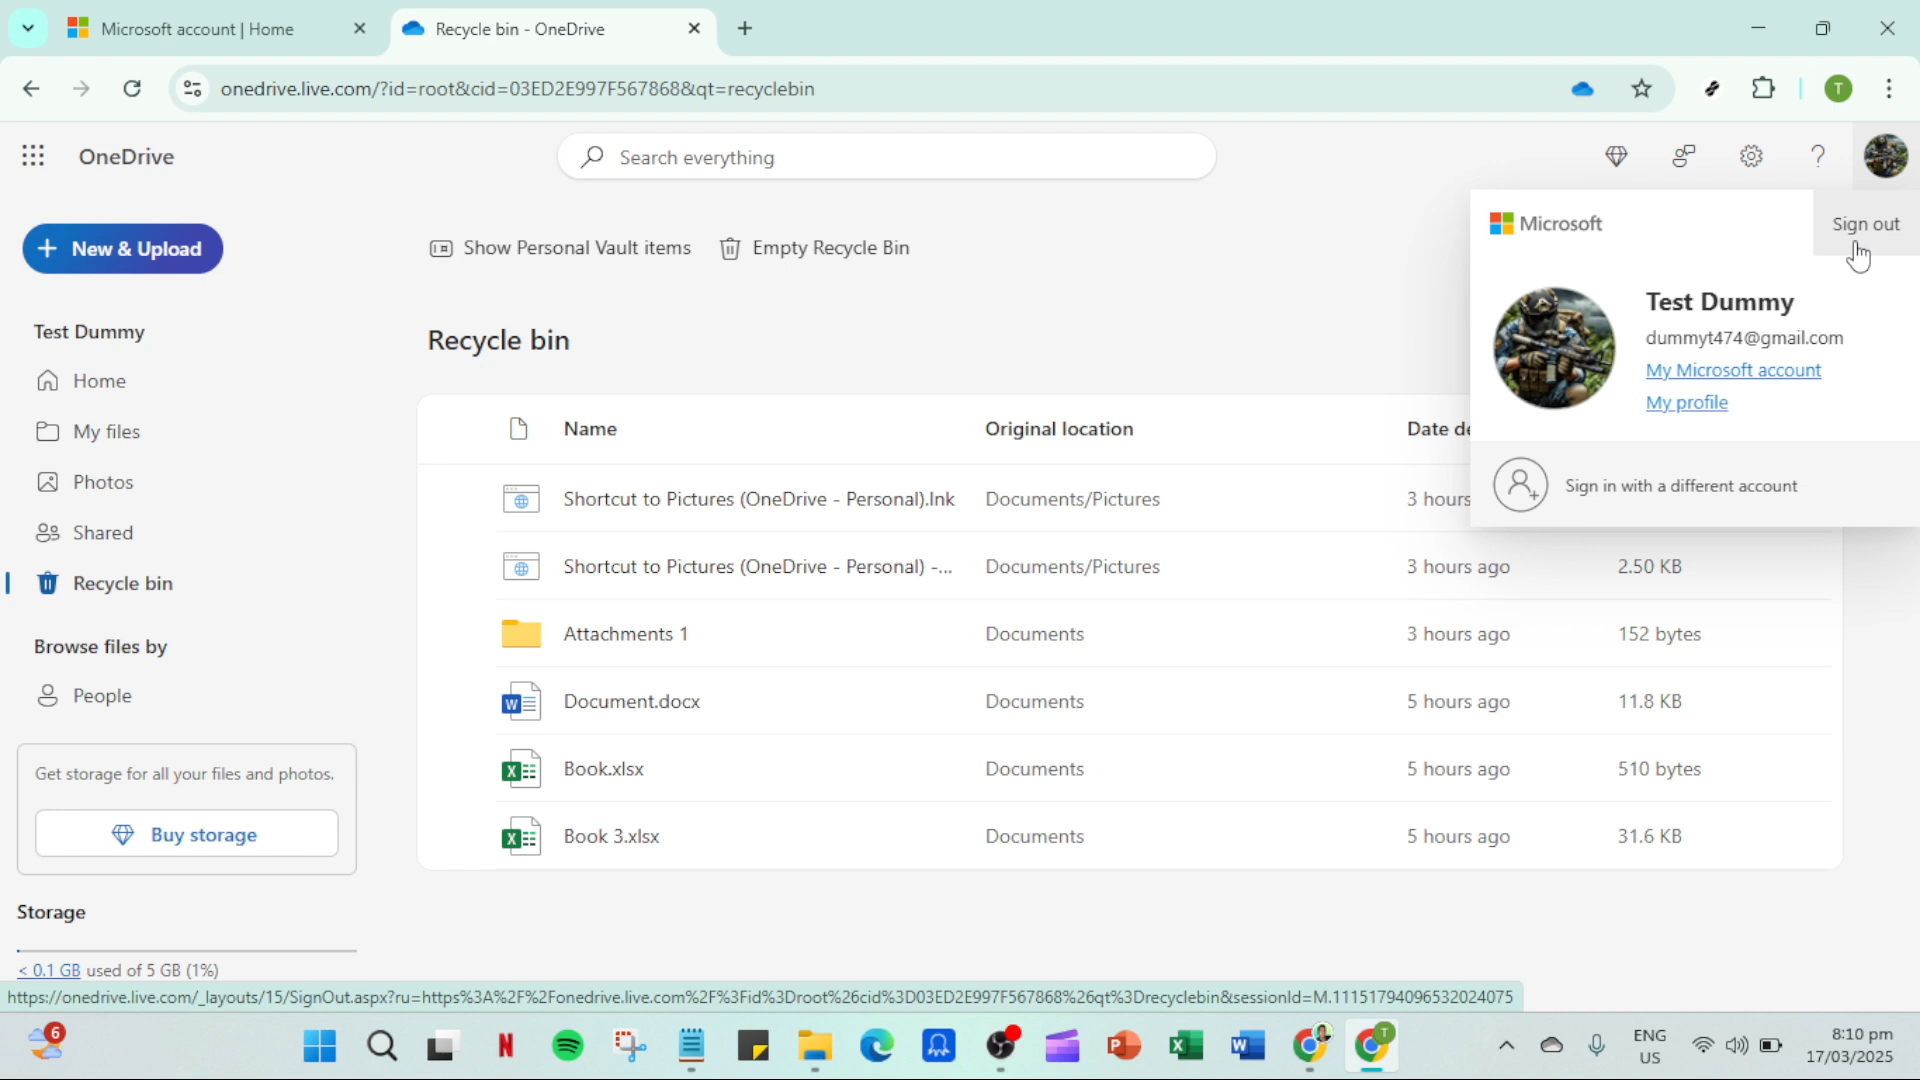 Microsoft account | Home
Recycle bin - OneDrive
onedrive.live.com/?id=root&cid=03ED2E997F567868&qt=recyclebin
T
OneDrive
Search everything
New & Upload
Show Personal Vault items
Empty Recycle Bin
Microsoft
Sign out
Test Dummy
dummyt474@gmail.com
My Microsoft account
My profile
Sign in with a different account
Test Dummy
Home
My files
Photos
Shared
Recycle bin
Browse files by
People
Get storage for all your files and photos.
Buy storage
Storage
< 0.1 GB used of 5 GB (1%)
Recycle bin
Name Original location Date de
Shortcut to Pictures (OneDrive - Personal).lnk Documents/Pictures 3 hours
Shortcut to Pictures (OneDrive - Personal) -... Documents/Pictures 3 hours ago 2.50 KB
Attachments 1 Documents 3 hours ago 152 bytes
Document.docx Documents 5 hours ago 11.8 KB
Book.xlsx Documents 5 hours ago 510 bytes
Book 3.xlsx Documents 5 hours ago 31.6 KB
https://onedrive.live.com/_layouts/15/SignOut.aspx?ru=https%3A%2F%2Fonedrive.live.com%2F%3Fid%3Droot%26cid%3D03ED2E997F567868%26qt%3Drecyclebin&sessionId=M.11151794096532024075
6
ENG
US
8:10 pm
17/03/2025